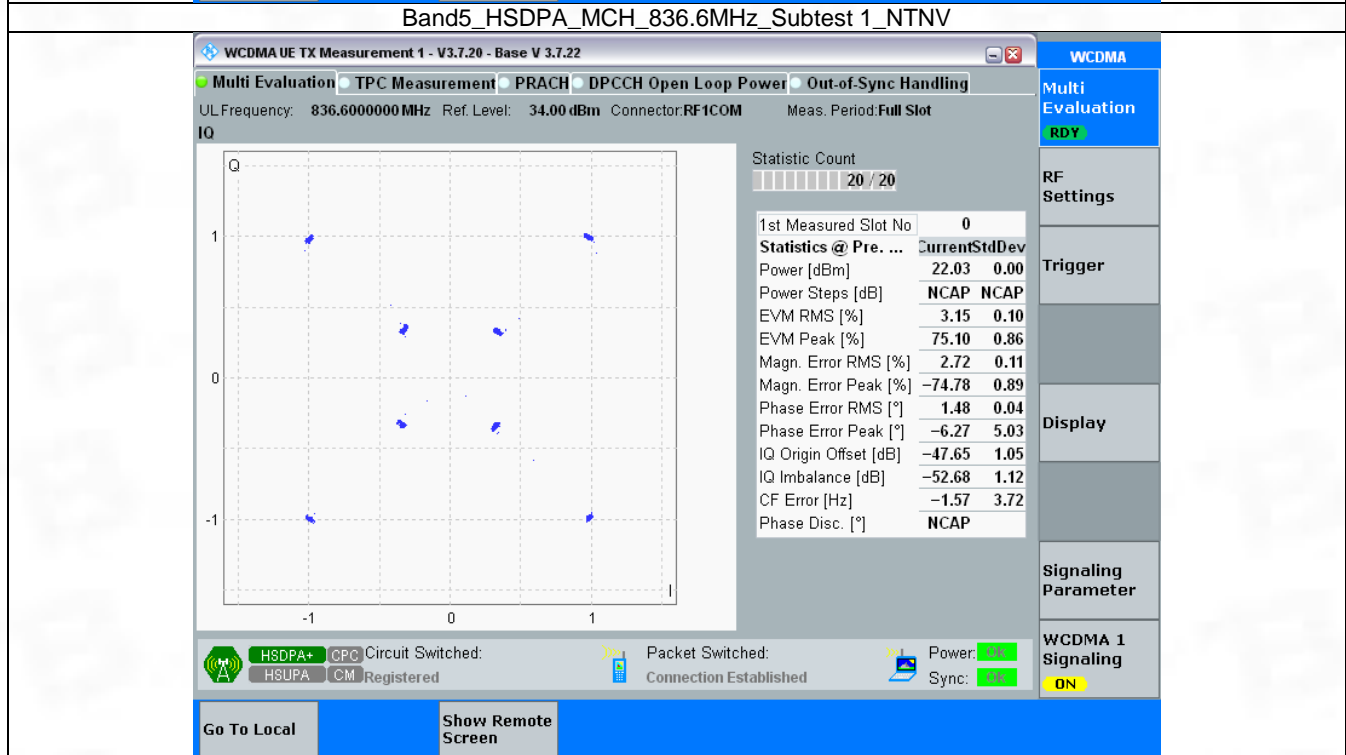 Band5_HSDPA_MCH_836.6MHz_Subtest 1_NTNV
WCDMA UE TX Measurement 1 - V3.7.20 - Base V 3.7.22
WCDMA
Multi Evaluation TPC Measurement PRACH DPCCH Open Loop Power Out-of-Sync Handling
Multi
Evaluation
RDY
UL Frequency: 836.6000000 MHz Ref. Level: 34.00 dBm Connector:RF1COM Meas. Period:Full Slot
IQ
Q
1
0
-1
-1 0 1
I
Statistic Count
20 / 20
1st Measured Slot No 0
Statistics @ Pre. ... Current StdDev
Power [dBm] 22.03 0.00
Power Steps [dB] NCAP NCAP
EVM RMS [%] 3.15 0.10
EVM Peak [%] 75.10 0.86
Magn. Error RMS [%] 2.72 0.11
Magn. Error Peak [%] −74.78 0.89
Phase Error RMS [°] 1.48 0.04
Phase Error Peak [°] −6.27 5.03
IQ Origin Offset [dB] −47.65 1.05
IQ Imbalance [dB] −52.68 1.12
CF Error [Hz] −1.57 3.72
Phase Disc. [°] NCAP
RF
Settings
Trigger
Display
Signaling
Parameter
WCDMA 1
Signaling
ON
HSDPA+ CPC Circuit Switched: Packet Switched: Power: OK
HSUPA CM Registered Connection Established Sync: OK
Go To Local
Show Remote
Screen